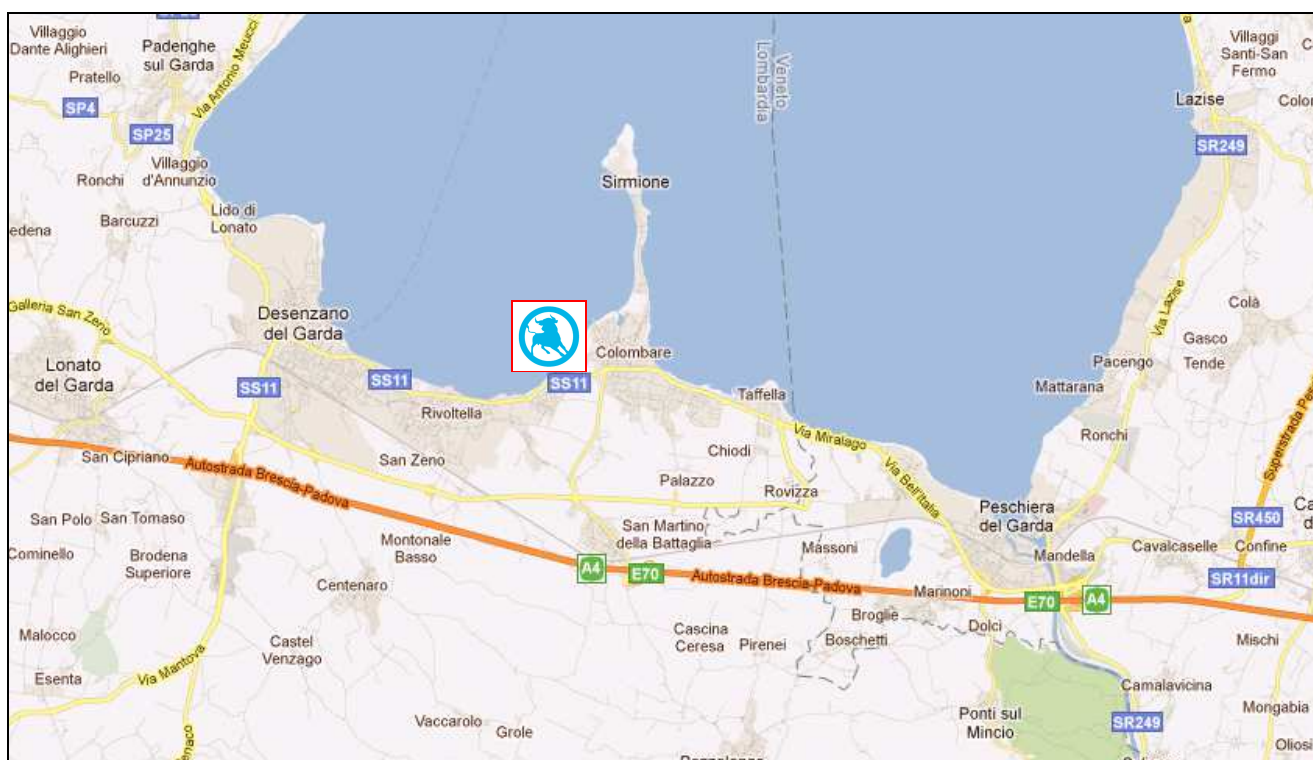 Villaggio
Dante Alighieri
Padenghe
sul Garda
Pratello
Via Antonio Meucci
SP4
SP25
Villaggio
d'Annunzio
Ronchi
Barcuzzi
Lido di
Lonato
Veneto
Lombardia
Sirmione
Villaggi
Santi-San
Fermo
Lazise
SR249
Galleria San Zeno
Desenzano
del Garda
Lonato
del Garda
SS11
SS11
Rivoltella
SS11
Colombare
Taffella
Via Miralago
Via Bell'Italia
Via Lazise
Colà
Gasco
Tende
Pacengo
Mattarana
Ronchi
San Cipriano
Autostrada Brescia-Padova
San Zeno
Chiodi
Palazzo
Rovizza
San Martino
della Battaglia
Peschiera
del Garda
SR450
San Polo
San Tomaso
Cominello
Brodena
Superiore
Montonale
Basso
Centenaro
A4
E70
Autostrada Brescia-Padova
Massoni
Mandella
Cavalcaselle
Confine
SR11dir
Marinoni
E70
A4
Broglie
Dolci
Boschetti
Mischi
Malocco
Esenta
Via Mantova
Castel
Venzago
Cascina
Ceresa
Pirenei
Camalavicina
Vaccarolo
Grole
Ponti sul
Mincio
SR249
Mongabia
Oliosi